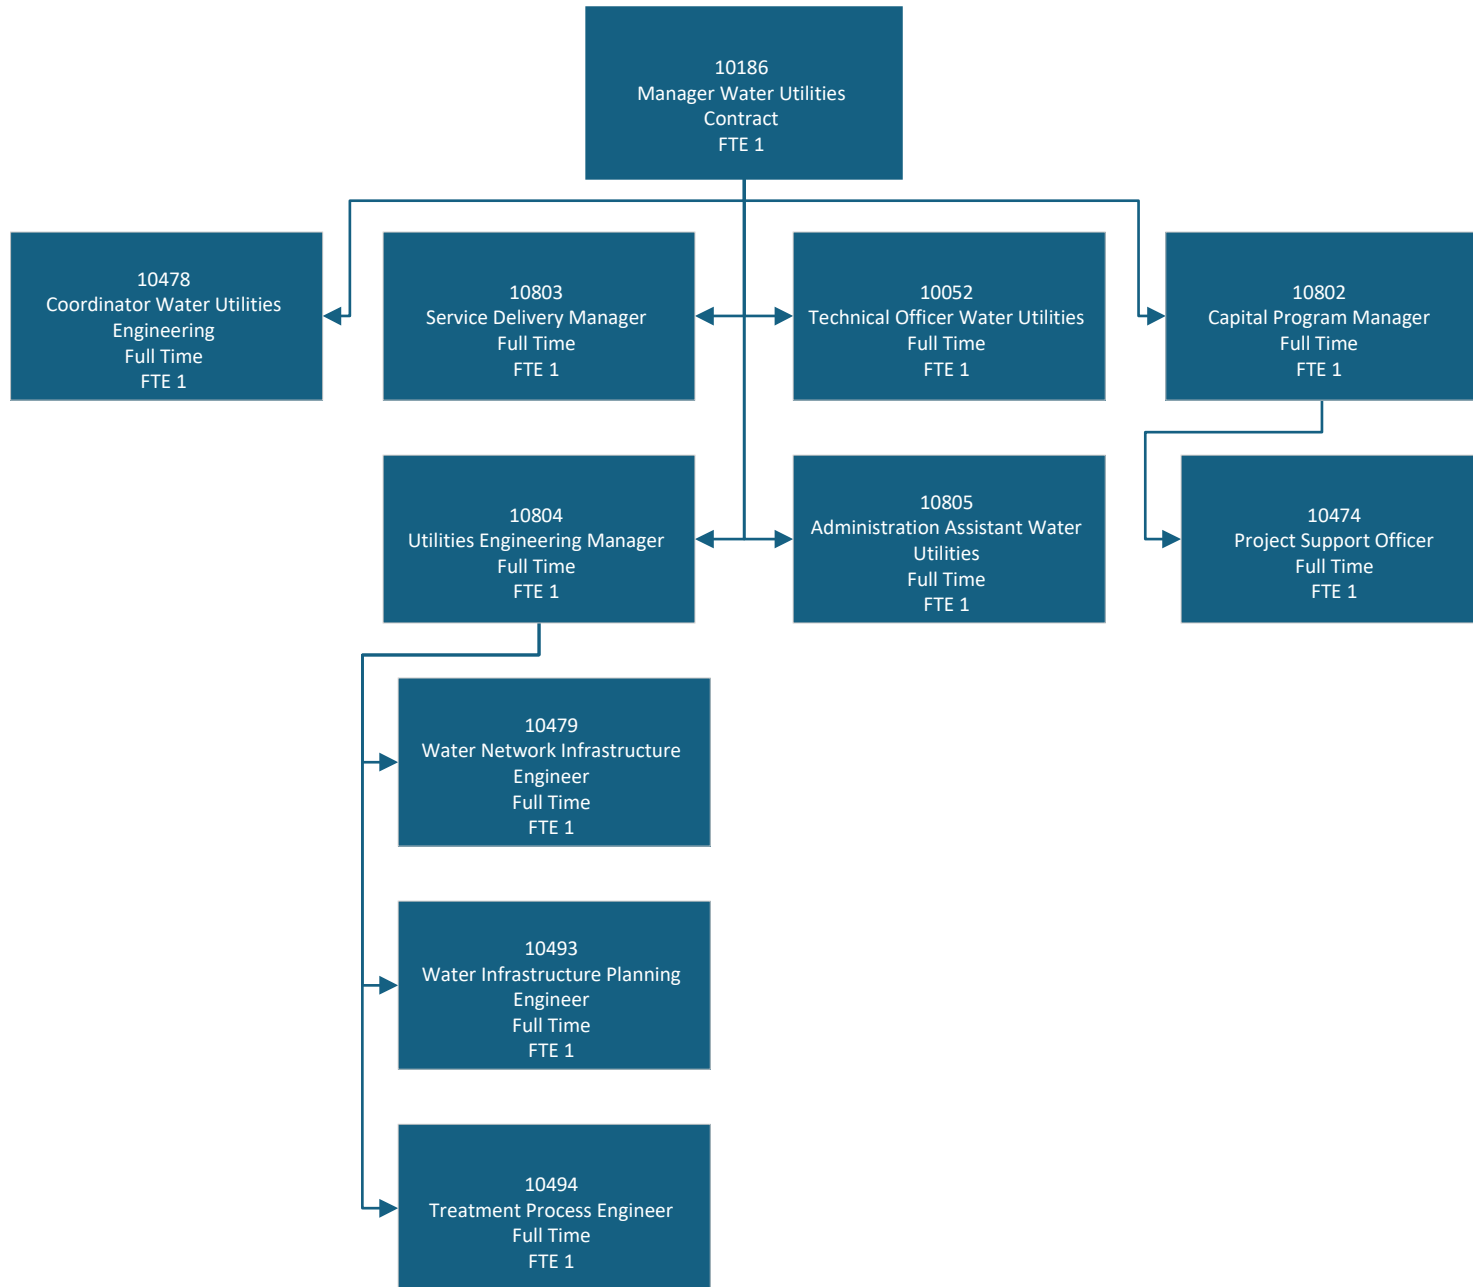 10186
Manager Water Utilities
Contract
FTE 1
10478
Coordinator Water Utilities
Engineering
Full Time
FTE 1
10803
Service Delivery Manager
Full Time
FTE 1
10052
Technical Officer Water Utilities
Full Time
FTE 1
10802
Capital Program Manager
Full Time
FTE 1
10804
Utilities Engineering Manager
Full Time
FTE 1
10805
Administration Assistant Water
Utilities
Full Time
FTE 1
10474
Project Support Officer
Full Time
FTE 1
10479
Water Network Infrastructure
Engineer
Full Time
FTE 1
10493
Water Infrastructure Planning
Engineer
Full Time
FTE 1
10494
Treatment Process Engineer
Full Time
FTE 1